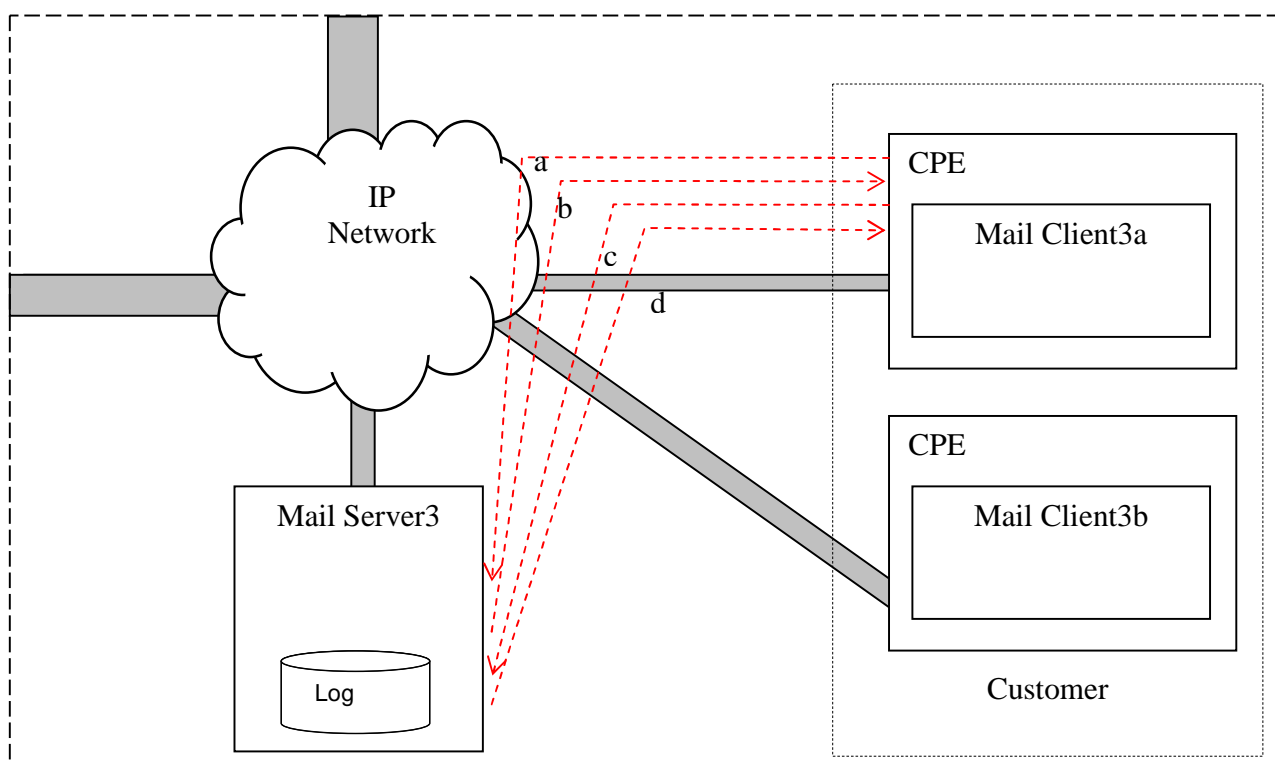 a
CPE
IP
Network
b
Mail Client3a
c
d
CPE
Mail Server3
Mail Client3b
Log
Customer